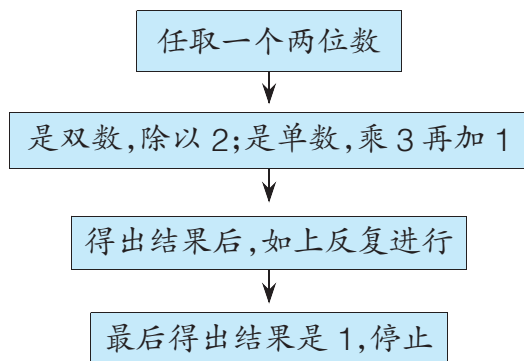 任取一个两位数
是双数,除以2;是单数,乘3再加1
得出结果后,如上反复进行
最后得出结果是1,停止